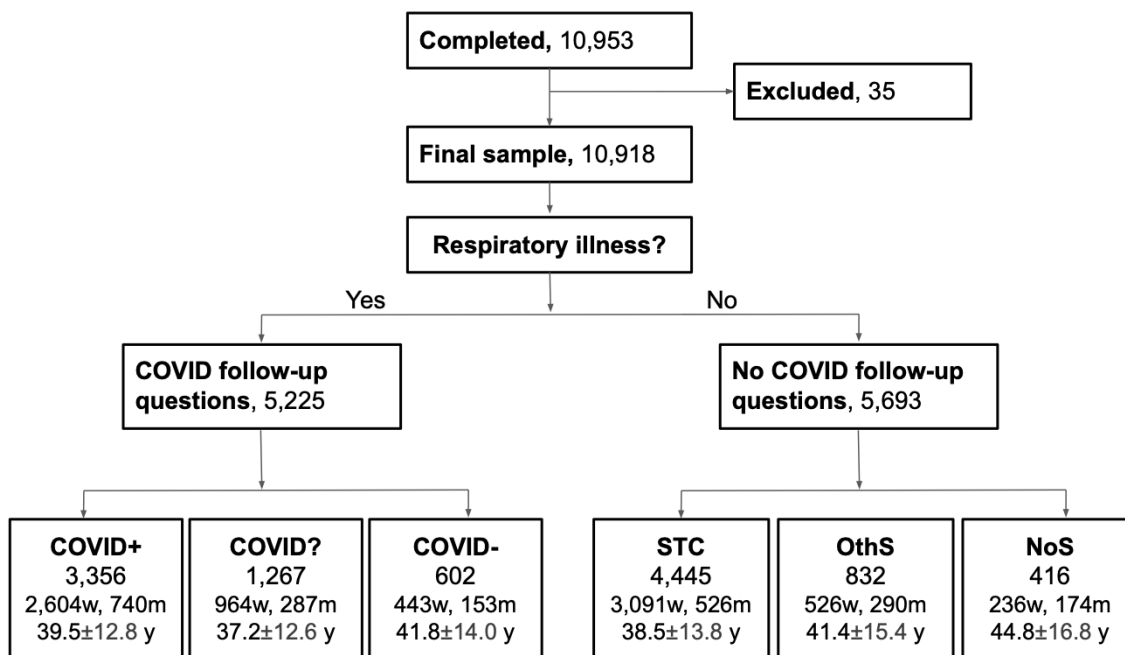 Completed, 10,953
Excluded, 35
Final sample, 10,918
Respiratory illness?
Yes
No
COVID follow-up
questions, 5,225
No COVID follow-up
questions, 5,693
COVID+
3,356
2,604w, 740m
39.5±12.8 y
COVID?
1,267
964w, 287m
37.2±12.6 y
COVID-
602
443w, 153m
41.8±14.0 y
STC
4,445
3,091w, 526m
38.5±13.8 y
OthS
832
526w, 290m
41.4±15.4 y
NoS
416
236w, 174m
44.8±16.8 y